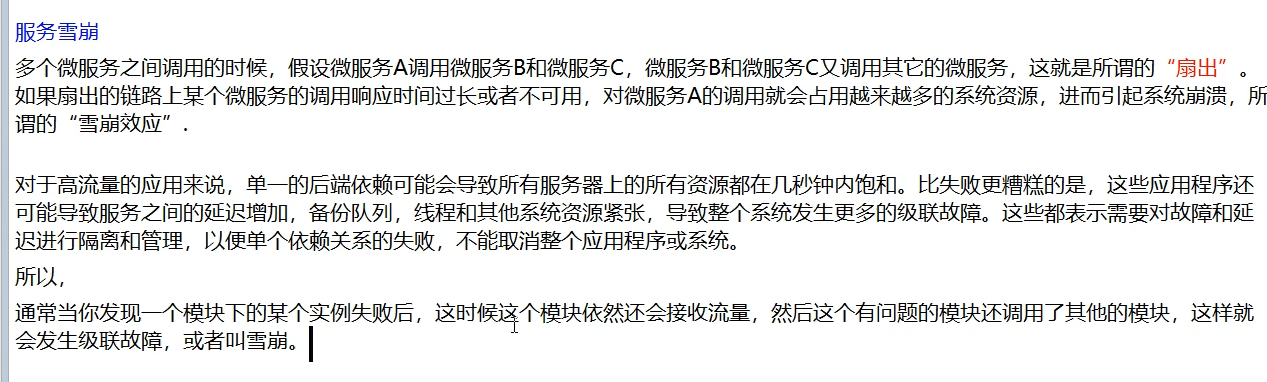 服务雪崩
多个微服务之间调用的时候，假设微服务A调用微服务B和微服务C，微服务B和微服务C又调用其它的微服务，这就是所谓的“扇出”。
如果扇出的链路上某个微服务的调用响应时间过长或者不可用，对微服务A的调用就会占用越来越多的系统资源，进而引起系统崩溃，所
谓的“雪崩效应”.
对于高流量的应用来说，单一的后端依赖可能会导致所有服务器上的所有资源都在几秒钟内饱和。比失败更糟糕的是，这些应用程序还
可能导致服务之间的延迟增加，备份队列，线程和其他系统资源紧张，导致整个系统发生更多的级联故障。这些都表示需要对故障和延
迟进行隔离和管理，以便单个依赖关系的失败，不能取消整个应用程序或系统。
所以，
通常当你发现一个模块下的某个实例失败后，这时候这个模块依然还会接收流量，然后这个有问题的模块还调用了其他的模块，这样就
会发生级联故障，或者叫雪崩。